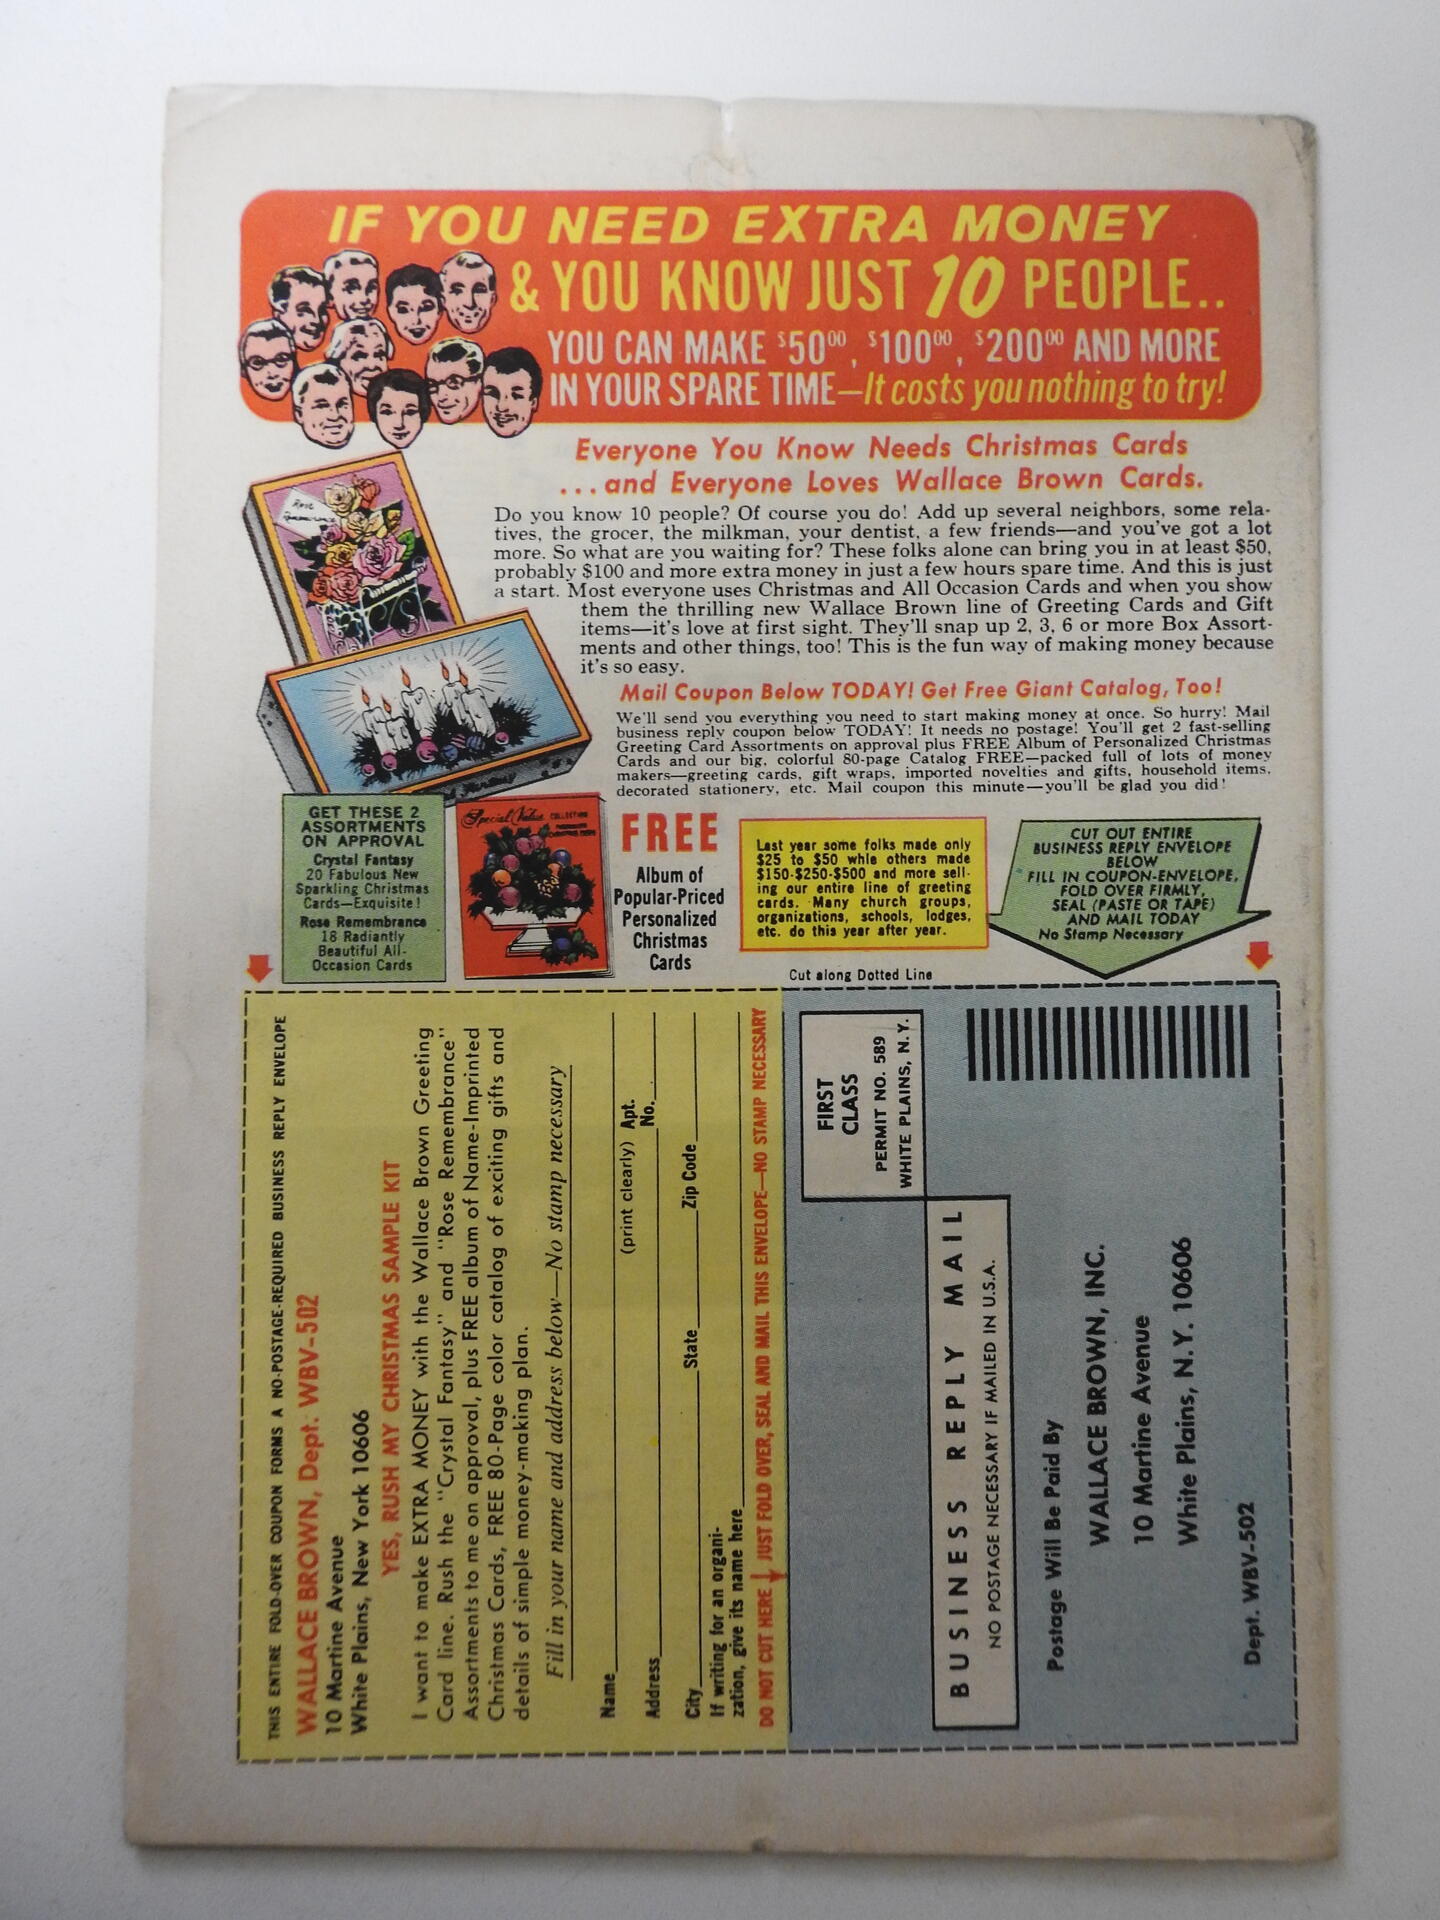 IF YOU NEED EXTRA MONEY
& YOU KNOW JUST 10 PEOPLE..
YOU CAN MAKE $50⁰⁰, $100⁰⁰, $200⁰⁰ AND MORE
IN YOUR SPARE TIME—It costs you nothing to try!
Everyone You Know Needs Christmas Cards
...and Everyone Loves Wallace Brown Cards.
Do you know 10 people? Of course you do! Add up several neighbors, some rela-
tives, the grocer, the milkman, your dentist, a few friends—and you've got a lot
more. So what are you waiting for? These folks alone can bring you in at least $50,
probably $100 and more extra money in just a few hours spare time. And this is just
a start. Most everyone uses Christmas and All Occasion Cards and when you show
them the thrilling new Wallace Brown line of Greeting Cards and Gift
items—it's love at first sight. They'll snap up 2, 3, 6 or more Box Assort-
ments and other things, too! This is the fun way of making money because
it's so easy.
Mail Coupon Below TODAY! Get Free Giant Catalog, Too!
We'll send you everything you need to start making money at once. So hurry! Mail
business reply coupon below TODAY! It needs no postage! You'll get 2 fast-selling
Greeting Card Assortments on approval plus FREE Album of Personalized Christmas
Cards and our big, colorful 80-page Catalog FREE—packed full of lots of money
makers—greeting cards, gift wraps, imported novelties and gifts, household items,
decorated stationery, etc. Mail coupon this minute—you'll be glad you did!
Rose
Remembrance
GET THESE 2
ASSORTMENTS
ON APPROVAL
Crystal Fantasy
20 Fabulous New
Sparkling Christmas
Cards—Exquisite!
Rose Remembrance
18 Radiantly
Beautiful All-
Occasion Cards
Special Value COLLECTION
FREE
Album of
Popular-Priced
Personalized
Christmas
Cards
Last year some folks made only
$25 to $50 while others made
$150-$250-$500 and more sell-
ing our entire line of greeting
cards. Many church groups,
organizations, schools, lodges,
etc. do this year after year.
CUT OUT ENTIRE
BUSINESS REPLY ENVELOPE
BELOW
FILL IN COUPON-ENVELOPE,
FOLD OVER FIRMLY,
SEAL (PASTE OR TAPE)
AND MAIL TODAY
No Stamp Necessary
Cut along Dotted Line
THIS ENTIRE FOLD-OVER COUPON FORMS A NO-POSTAGE-REQUIRED BUSINESS REPLY ENVELOPE
WALLACE BROWN, Dept. WBV-502
10 Martine Avenue
White Plains, New York 10606
YES, RUSH MY CHRISTMAS SAMPLE KIT
I want to make EXTRA MONEY with the Wallace Brown Greeting
Card line. Rush the "Crystal Fantasy" and "Rose Remembrance"
Assortments to me on approval, plus FREE album of Name-Imprinted
Christmas Cards, FREE 80-Page color catalog of exciting gifts and
details of simple money-making plan.
Fill in your name and address below—No stamp necessary
Name
(print clearly)
Address Apt. No.
City State Zip Code
If writing for an organi-
zation, give its name here
DO NOT CUT HERE JUST FOLD OVER, SEAL AND MAIL THIS ENVELOPE—NO STAMP NECESSARY
FIRST
CLASS
PERMIT NO. 589
WHITE PLAINS, N.Y.
BUSINESS REPLY MAIL
NO POSTAGE NECESSARY IF MAILED IN U.S.A.
Postage Will Be Paid By
WALLACE BROWN, INC.
10 Martine Avenue
White Plains, N.Y. 10606
Dept. WBV-502